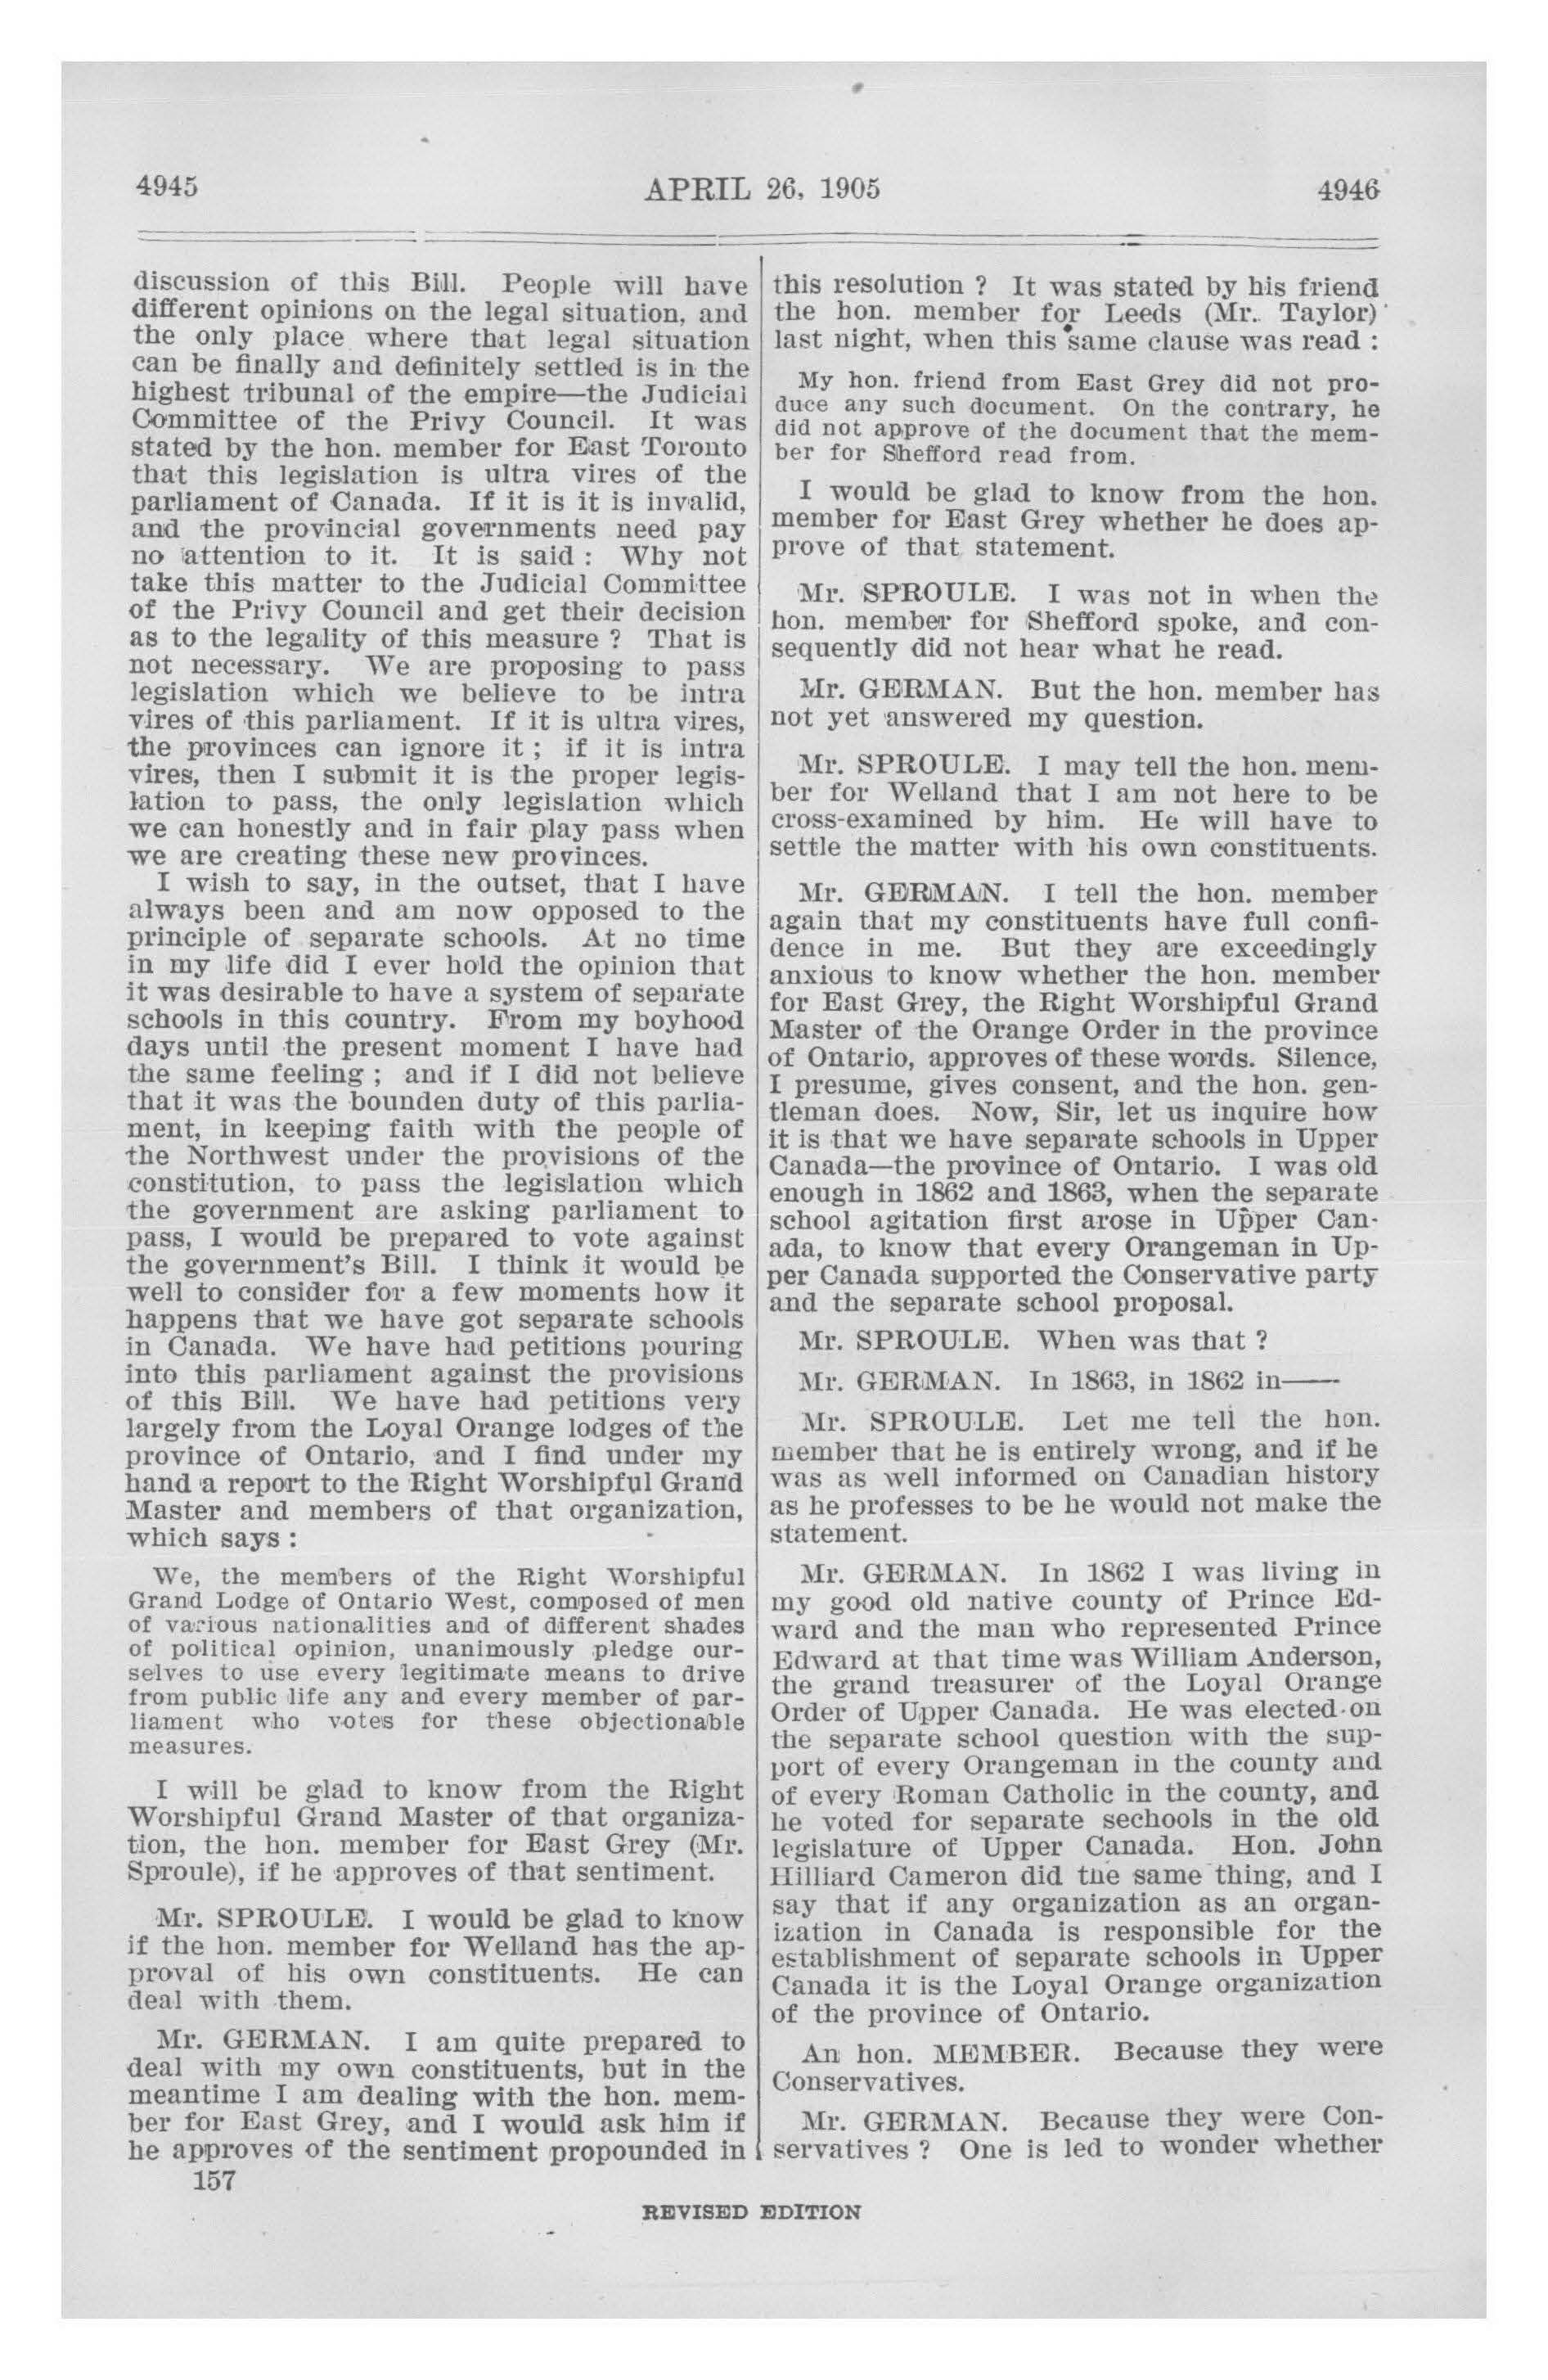 4945 APRIL 26, 1905 4946
discussion of this Bill. People will have
different opinions on the legal situation, and
the only place where that legal situation
can be finally and definitely settled is in the
highest tribunal of the empire—the Judicial
Committee of the Privy Council. It was
stated by the hon. member for East Toronto
that this legislation is ultra vires of the
parliament of Canada. If it is it is invalid,
and the provincial governments need pay
no attention to it. It is said : Why not
take this matter to the Judicial Committee
of the Privy Council and get their decision
as to the legality of this measure ? That is
not necessary. We are proposing to pass
legislation which we believe to be intra
vires of this parliament. If it is ultra vires,
the provinces can ignore it ; if it is intra
vires, then I submit it is the proper legis-
lation to pass, the only legislation which
we can honestly and in fair play pass when
we are creating these new provinces.
I wish to say, in the outset, that I have
always been and am now opposed to the
principle of separate schools. At no time
in my life did I ever hold the opinion that
it was desirable to have a system of separate
schools in this country. From my boyhood
days until the present moment I have had
the same feeling ; and if I did not believe
that it was the bounden duty of this parlia-
ment, in keeping faith with the people of
the Northwest under the provisions of the
constitution, to pass the legislation which
the government are asking parliament to
pass, I would be prepared to vote against
the government's Bill. I think it would be
well to consider for a few moments how it
happens that we have got separate schools
in Canada. We have had petitions pouring
into this parliament against the provisions
of this Bill. We have had petitions very
largely from the Loyal Orange lodges of the
province of Ontario, and I find under my
hand a report to the Right Worshipful Grand
Master and members of that organization,
which says :
We, the members of the Right Worshipful
Grand Lodge of Ontario West, composed of men
of various nationalities and of different shades
of political opinion, unanimously pledge our-
selves to use every legitimate means to drive
from public life any and every member of par-
liament who votes for these objectionable
measures.
I will be glad to know from the Right
Worshipful Grand Master of that organiza-
tion, the hon. member for East Grey (Mr.
Sproule), if he approves of that sentiment.
Mr. SPROULE. I would be glad to know
if the hon. member for Welland has the ap-
proval of his own constituents. He can
deal with them.
Mr. GERMAN. I am quite prepared to
deal with my own constituents, but in the
meantime I am dealing with the hon. mem-
ber for East Grey, and I would ask him if
he approves of the sentiment propounded in
157
this resolution ? It was stated by his friend
the hon. member for Leeds (Mr. Taylor)
last night, when this same clause was read :
My hon. friend from East Grey did not pro-
duce any such document. On the contrary, he
did not approve of the document that the mem-
ber for Shefford read from.
I would be glad to know from the hon.
member for East Grey whether he does ap-
prove of that statement.
Mr. SPROULE. I was not in when the
hon. member for Shefford spoke, and con-
sequently did not hear what he read.
Mr. GERMAN. But the hon. member has
not yet answered my question.
Mr. SPROULE. I may tell the hon. mem-
ber for Welland that I am not here to be
cross-examined by him. He will have to
settle the matter with his own constituents.
Mr. GERMAN. I tell the hon. member
again that my constituents have full confi-
dence in me. But they are exceedingly
anxious to know whether the hon. member
for East Grey, the Right Worshipful Grand
Master of the Orange Order in the province
of Ontario, approves of these words. Silence,
I presume, gives consent, and the hon. gen-
tleman does. Now, Sir, let us inquire how
it is that we have separate schools in Upper
Canada—the province of Ontario. I was old
enough in 1862 and 1863, when the separate
school agitation first arose in Upper Can-
ada, to know that every Orangeman in Up-
per Canada supported the Conservative party
and the separate school proposal.
Mr. SPROULE. When was that ?
Mr. GERMAN. In 1863, in 1862 in——
Mr. SPROULE. Let me tell the hon.
member that he is entirely wrong, and if he
was as well informed on Canadian history
as he professes to be he would not make the
statement.
Mr. GERMAN. In 1862 I was living in
my good old native county of Prince Ed-
ward and the man who represented Prince
Edward at that time was William Anderson,
the grand treasurer of the Loyal Orange
Order of Upper Canada. He was elected on
the separate school question with the sup-
port of every Orangeman in the county and
of every Roman Catholic in the county, and
he voted for separate sechools in the old
legislature of Upper Canada. Hon. John
Hilliard Cameron did the same thing, and I
say that if any organization as an organ-
ization in Canada is responsible for the
establishment of separate schools in Upper
Canada it is the Loyal Orange organization
of the province of Ontario.
An hon. MEMBER. Because they were
Conservatives.
Mr. GERMAN. Because they were Con-
servatives ? One is led to wonder whether
REVISED EDITION